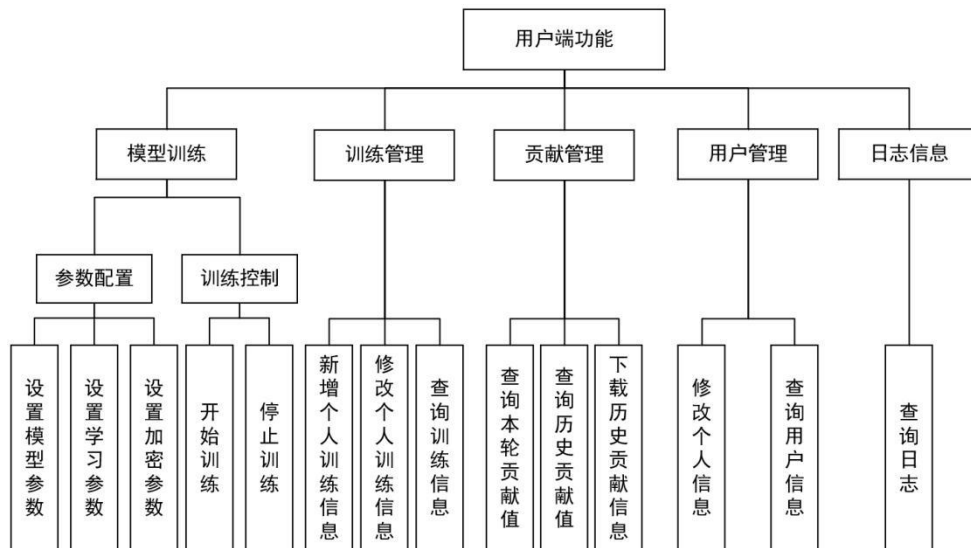 用户端功能
模型训练
训练管理
贡献管理
用户管理
日志信息
参数配置
训练控制
设置模型参数
设置学习参数
设置加密参数
开始训练
停止训练
新增个人训练信息
修改个人训练信息
查询训练信息
查询本轮贡献值
查询历史贡献值
下载历史贡献信息
修改个人信息
查询用户信息
查询日志